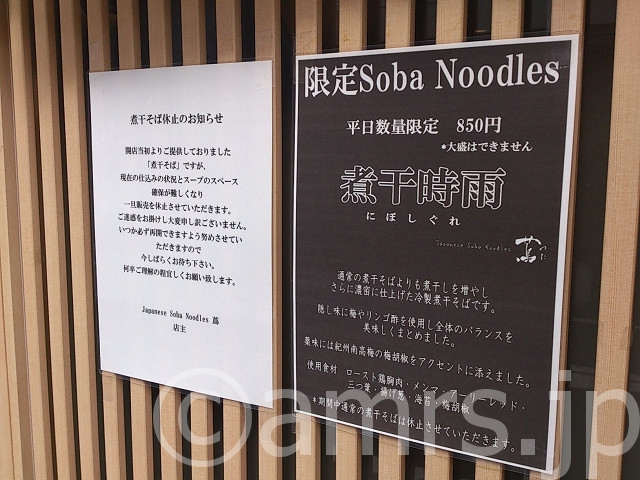 煮干そば休止のお知らせ
開店当初よりご提供しておりました
「煮干そば」ですが、
現在の仕込みの状況とスープのスペース
確保が難しくなり
一旦販売を休止させていただきます。
ご迷惑をお掛けし大変申し訳ございません。
いつか必ず再開できますよう努めさせてい
ただきますので
今しばらくお待ち下さい。
何卒ご理解の程宜しくお願い致します。
Japanese Soba Noodles 蔦
店主
限定Soba Noodles
平日数量限定 850円
*大盛はできません
煮干時雨
にぼしぐれ
Japanese Soba Noodles 蔦 つた
通常の煮干そばよりも煮干しを増やし
さらに濃密に仕上げた冷製煮干そばです。
隠し味に梅やリンゴ酢を使用し全体のバランスを
美味しくまとめました。
薬味には紀州南高梅の梅胡椒をアクセントに添えました。
使用食材 ロースト鶏胸肉・メンマ・フーリーレッド・
三つ葉・揚げ葱・海苔・梅胡椒
*期間中通常の煮干そばは休止させていただきます。
©amrs.jp